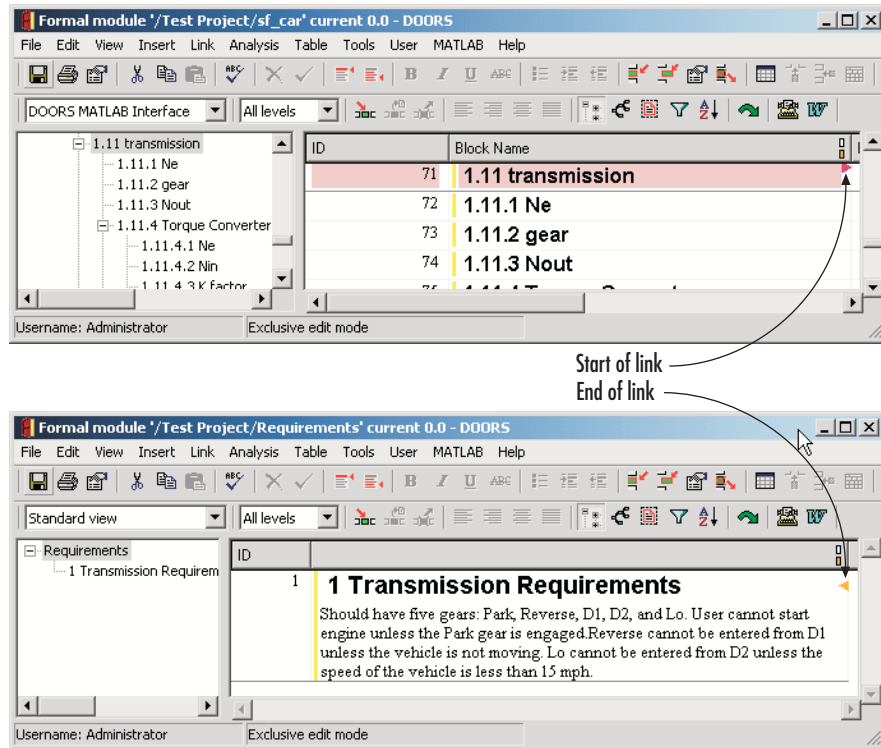 Formal module '/Test Project/sf_car' current 0.0 - DOORS
File Edit View Insert Link Analysis Table Tools User MATLAB Help
ABC B I U ABC
DOORS MATLAB Interface All levels W
1.11 transmission
1.11.1 Ne
1.11.2 gear
1.11.3 Nout
1.11.4 Torque Converter
1.11.4.1 Ne
1.11.4.2 Nin
1.11.4.3 K factor
ID Block Name
71 1.11 transmission
72 1.11.1 Ne
73 1.11.2 gear
74 1.11.3 Nout
Username: Administrator Exclusive edit mode
Start of link
End of link
Formal module '/Test Project/Requirements' current 0.0 - DOORS
File Edit View Insert Link Analysis Table Tools User MATLAB Help
ABC B I U ABC
Standard view All levels W
Requirements
1 Transmission Requirem
ID
1 1 Transmission Requirements
Should have five gears: Park, Reverse, D1, D2, and Lo. User cannot start
engine unless the Park gear is engaged.Reverse cannot be entered from D1
unless the vehicle is not moving. Lo cannot be entered from D2 unless the
speed of the vehicle is less than 15 mph.
Username: Administrator Exclusive edit mode